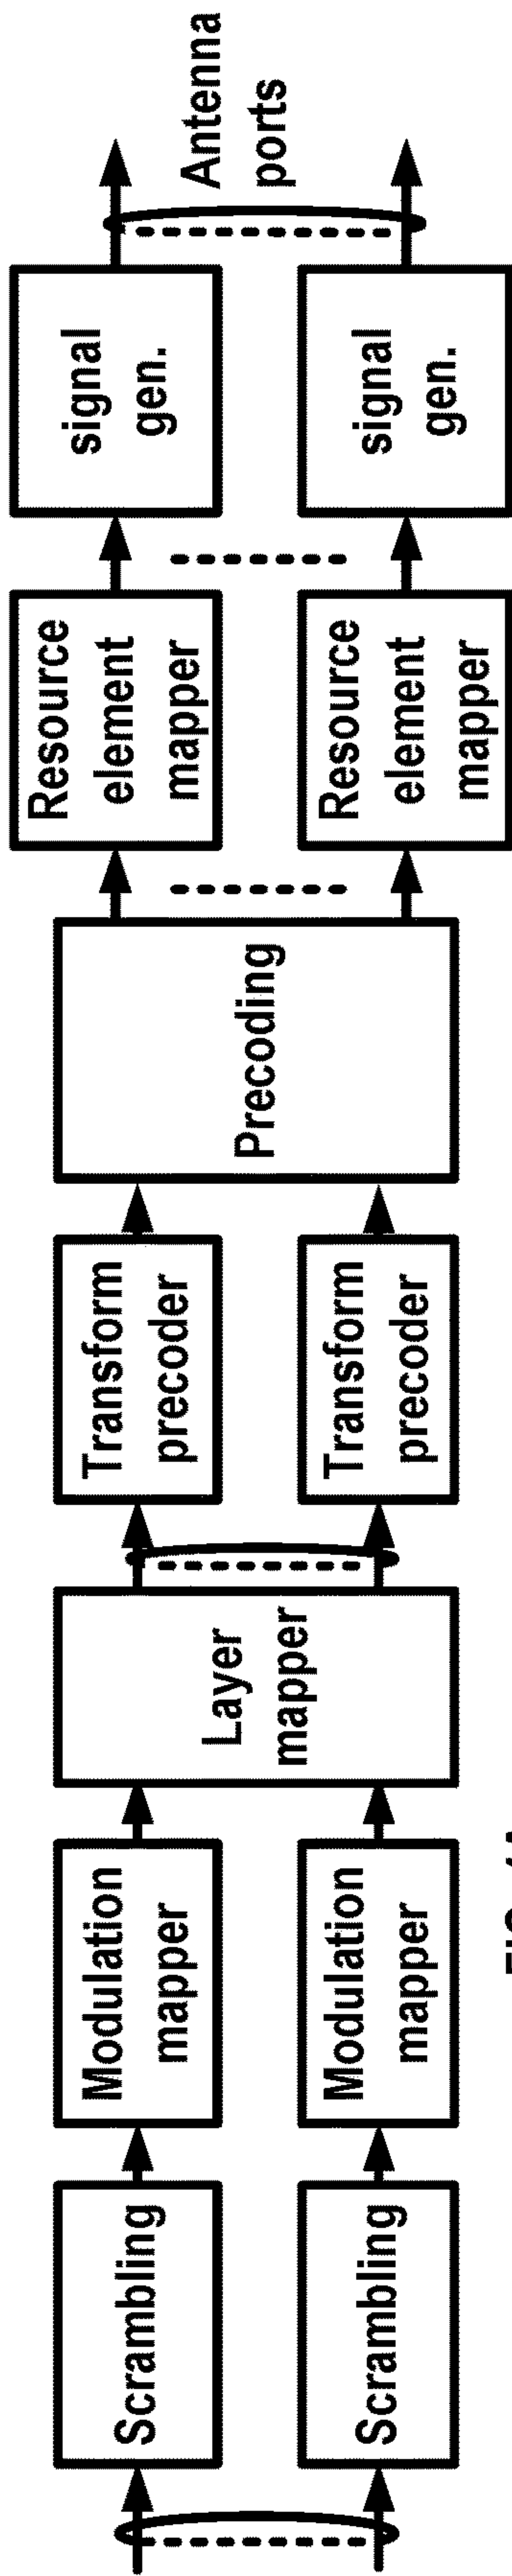 Scrambling
Scrambling
Modulation
mapper
Modulation
mapper
Layer
mapper
Transform
precoder
Transform
precoder
Precoding
Resource
element
mapper
Resource
element
mapper
signal
gen.
signal
gen.
Antenna
ports